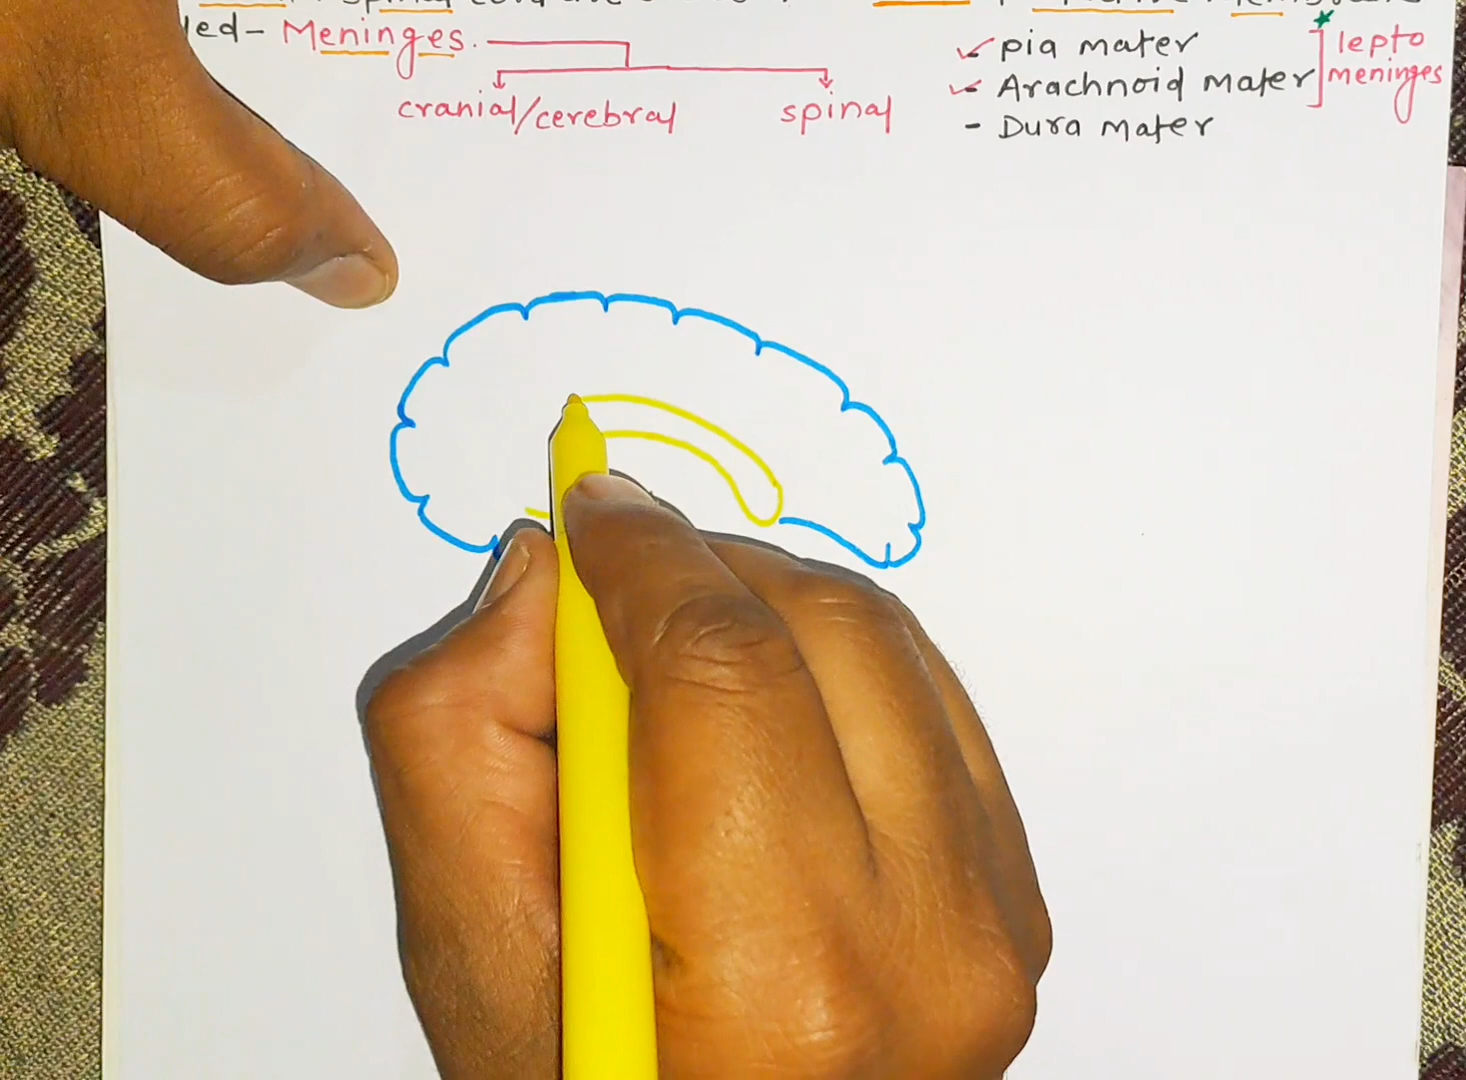 led- Meninges.
cranial/cerebral spinal
✓- pia mater
✓- Arachnoid mater
- Dura mater
lepto
meninges